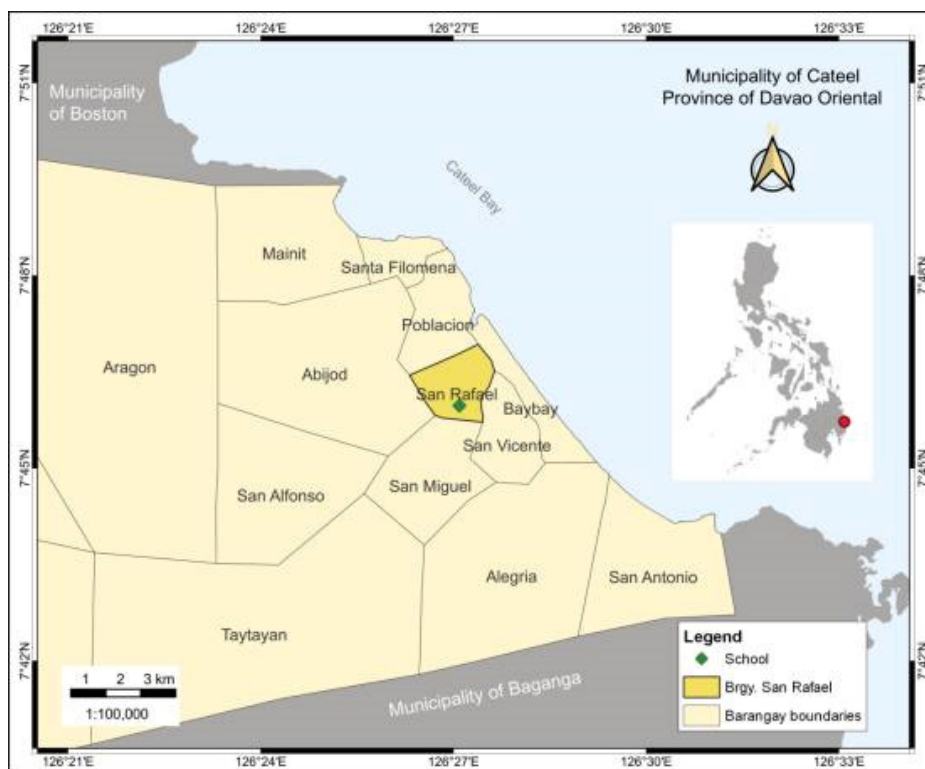 126°21'E 126°24'E 126°27'E 126°30'E 126°33'E
7°51'N
7°51'N
Municipality
of Boston
Municipality of Cateel
Province of Davao Oriental
N
Cateel Bay
7°48'N
7°48'N
Mainit
Santa Filomena
Poblacion
Aragon
Abijod
San Rafael
Baybay
San Vicente
7°45'N
7°45'N
San Alfonso
San Miguel
Alegria
San Antonio
Taytayan
7°42'N
7°42'N
Municipality of Baganga
1 2 3 km
1:100,000
Legend
School
Brgy. San Rafael
Barangay boundaries
126°21'E 126°24'E 126°27'E 126°30'E 126°33'E